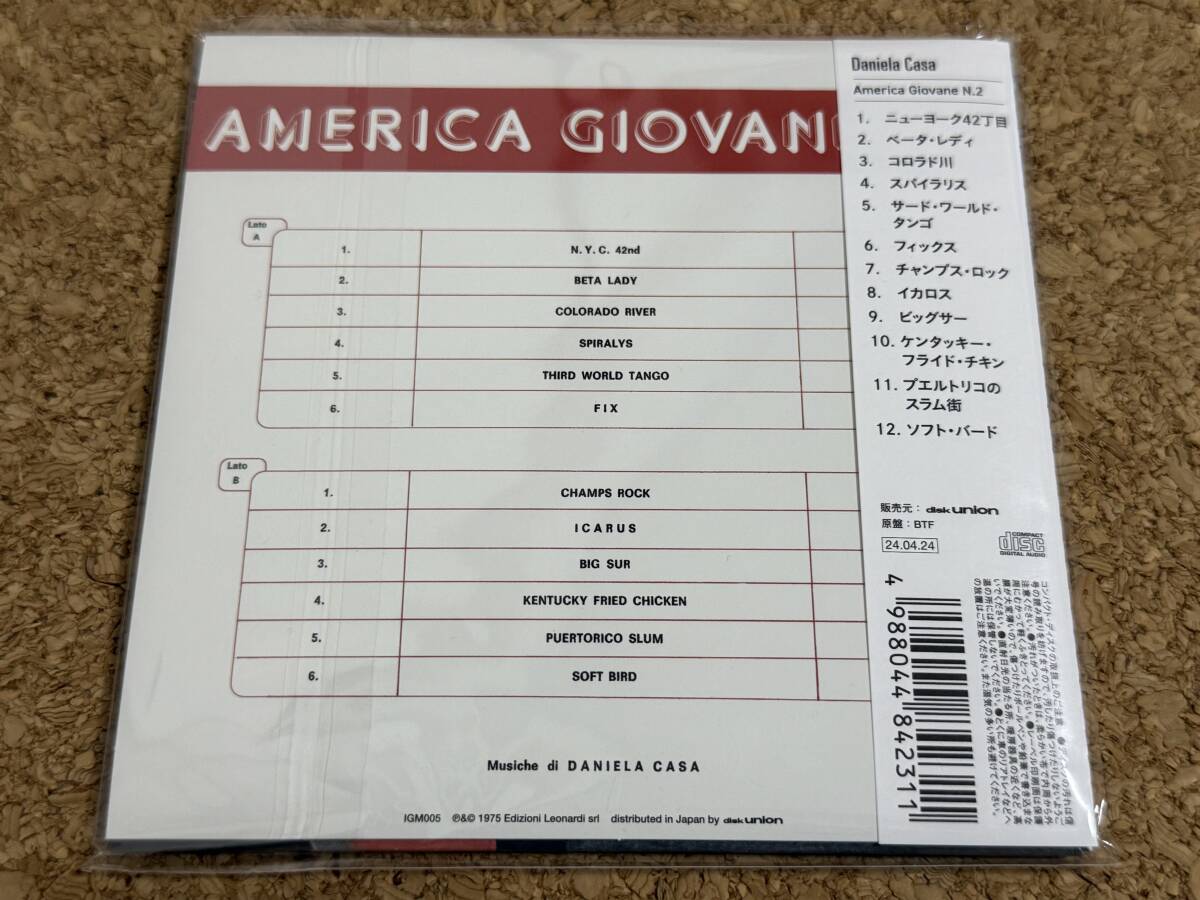 AMERICA GIOVAN
Lato
A
1. N.Y.C. 42nd
2. BETA LADY
3. COLORADO RIVER
4. SPIRALYS
5. THIRD WORLD TANGO
6. FIX
Lato
B
1. CHAMPS ROCK
2. ICARUS
3. BIG SUR
4. KENTUCKY FRIED CHICKEN
5. PUERTORICO SLUM
6. SOFT BIRD
Musiche di DANIELA CASA
IGM005 ℗&© 1975 Edizioni Leonardi srl distributed in Japan by diskunion
Daniela Casa
America Giovane N.2
1. ニューヨーク42丁目
2. ベータ・レディ
3. コロラド川
4. スパイラリス
5. サード・ワールド・
タンゴ
6. フィックス
7. チャンプス・ロック
8. イカロス
9. ビッグサー
10. ケンタッキー・
フライド・チキン
11. プエルトリコの
スラム街
12. ソフト・バード
販売元：diskunion
原盤：BTF
24.04.24
COMPACT
disc
DIGITAL AUDIO
4 988044 842311